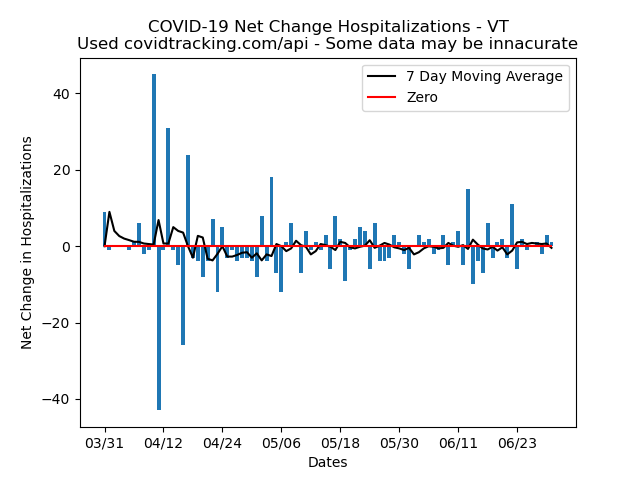 COVID-19 Net Change Hospitalizations - VT
Used covidtracking.com/api - Some data may be innacurate
7 Day Moving Average
Zero
Net Change in Hospitalizations
40
20
0
−20
−40
03/31 04/12 04/24 05/06 05/18 05/30 06/11 06/23
Dates